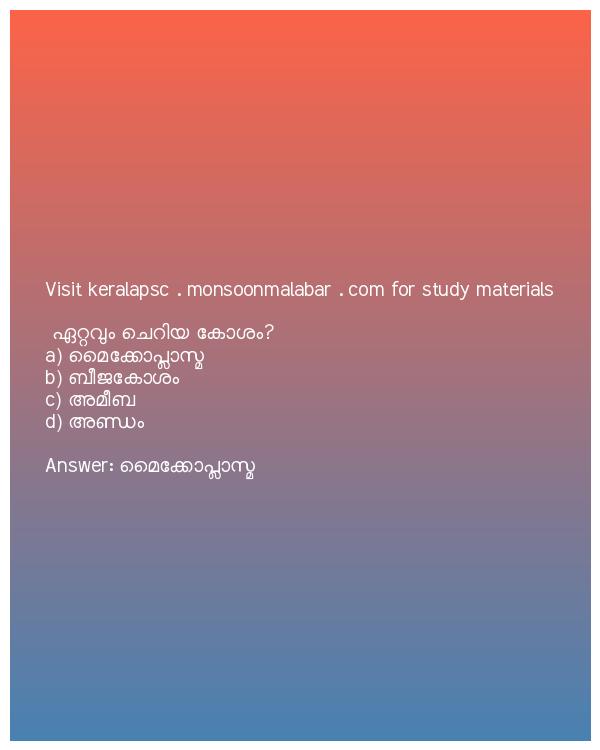 Visit keralapsc . monsoonmalabar . com for study materials
ഏറ്റവും ചെറിയ കോശം?
a) മൈക്കോപ്ലാസ്മ
b) ബീജകോശം
c) അമീബ
d) അണ്ഡം
Answer: മൈക്കോപ്ലാസ്മ